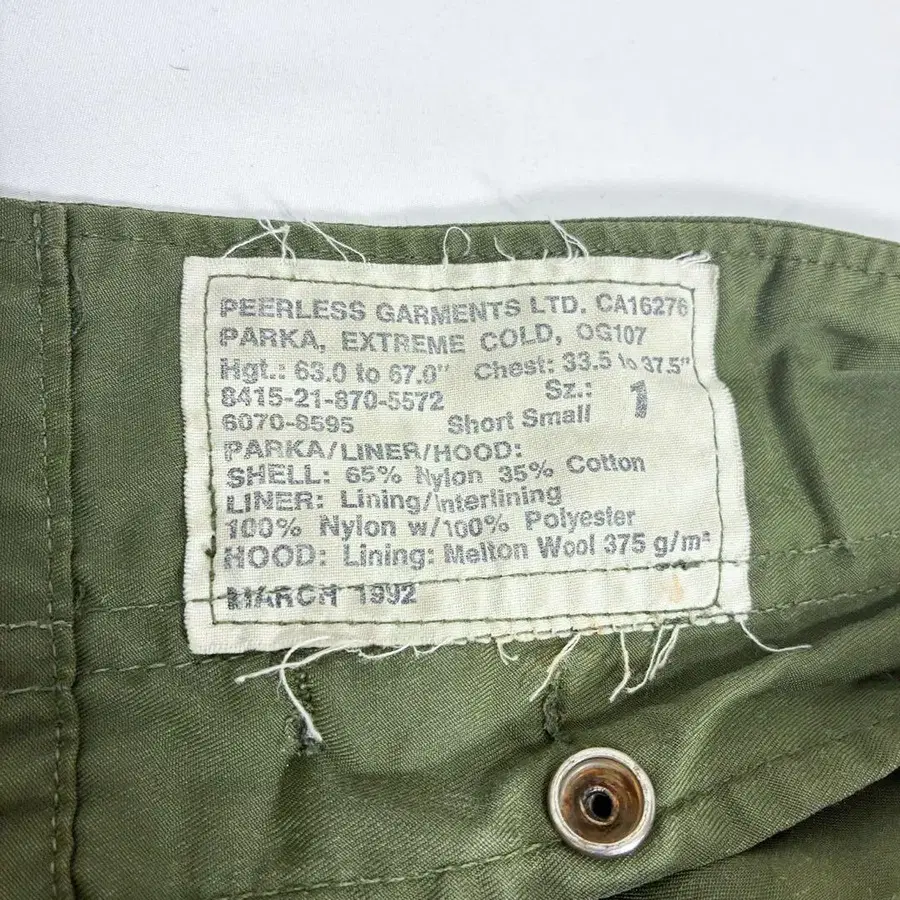 PEERLESS GARMENTS LTD. CA16276
PARKA, EXTREME COLD, OG107
Hgt.: 63.0 to 67.0" Chest: 33.5 to 37.5"
8415-21-870-5572 Sz.: 1
6070-8595 Short Small
PARKA/LINER/HOOD:
SHELL: 65% Nylon 35% Cotton
LINER: Lining/Interlining
100% Nylon w/100% Polyester
HOOD: Lining: Melton Wool 375 g/m²
MARCH 1992